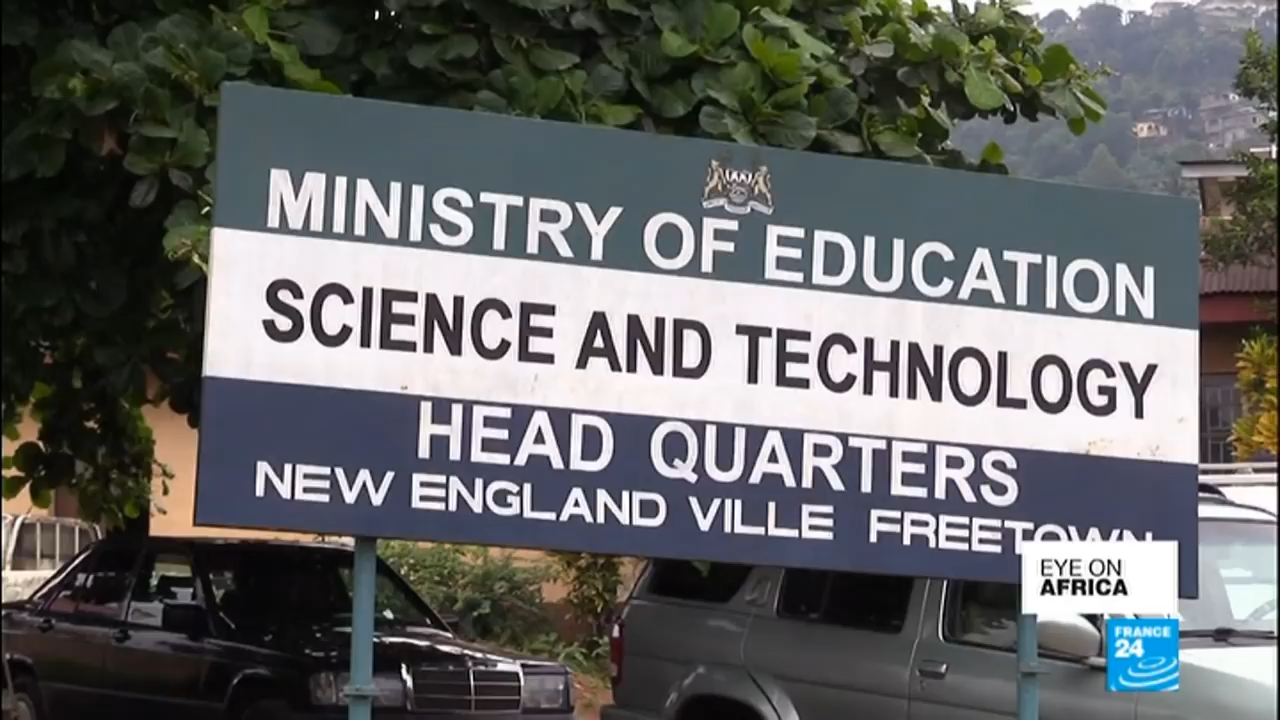 MINISTRY OF EDUCATION
SCIENCE AND TECHNOLOGY
HEAD QUARTERS
NEW ENGLAND VILLE FREETOWN
EYE ON
AFRICA
FRANCE
24